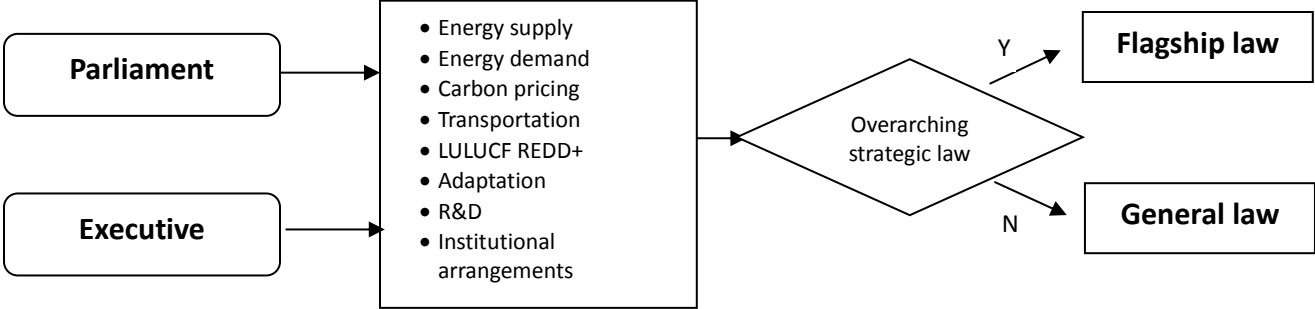 Parliament
Executive
• Energy supply
• Energy demand
• Carbon pricing
• Transportation
• LULUCF REDD+
• Adaptation
• R&D
• Institutional
arrangements
Overarching
strategic law
Y
N
Flagship law
General law